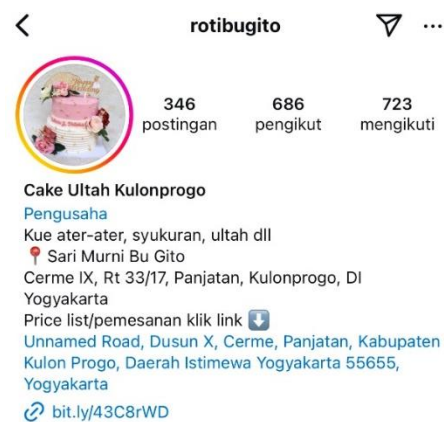 rotibugito
346 686 723
postingan pengikut mengikuti
Cake Ultah Kulonprogo
Pengusaha
Kue ater-ater, syukuran, ultah dll
📍 Sari Murni Bu Gito
Cerme IX, Rt 33/17, Panjatan, Kulonprogo, DI
Yogyakarta
Price list/pemesanan klik link ⬇️
Unnamed Road, Dusun X, Cerme, Panjatan, Kabupaten
Kulon Progo, Daerah Istimewa Yogyakarta 55655,
Yogyakarta
bit.ly/43C8rWD